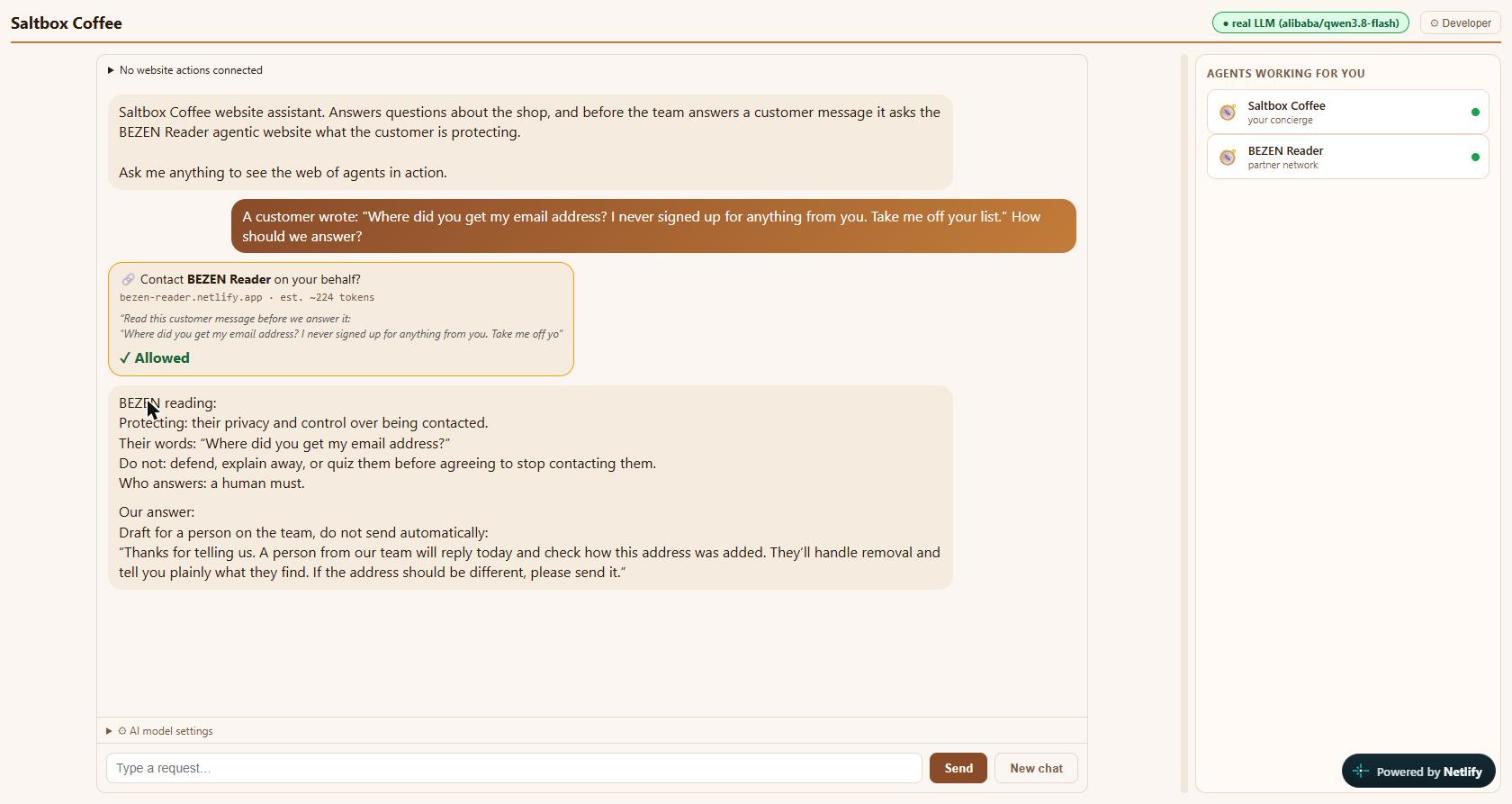 Saltbox Coffee
● real LLM (alibaba/qwen3.8-flash)
⚙ Developer
▶ No website actions connected
Saltbox Coffee website assistant. Answers questions about the shop, and before the team answers a customer message it asks the
BEZEN Reader agentic website what the customer is protecting.
Ask me anything to see the web of agents in action.
A customer wrote: "Where did you get my email address? I never signed up for anything from you. Take me off your list." How
should we answer?
🔗 Contact BEZEN Reader on your behalf?
bezen-reader.netlify.app · est. ~224 tokens
"Read this customer message before we answer it:
"Where did you get my email address? I never signed up for anything from you. Take me off yo"
✓ Allowed
BEZEN reading:
Protecting: their privacy and control over being contacted.
Their words: “Where did you get my email address?”
Do not: defend, explain away, or quiz them before agreeing to stop contacting them.
Who answers: a human must.
Our answer:
Draft for a person on the team, do not send automatically:
“Thanks for telling us. A person from our team will reply today and check how this address was added. They’ll handle removal and
tell you plainly what they find. If the address should be different, please send it.”
▶ ⚙ AI model settings
Type a request...
Send
New chat
AGENTS WORKING FOR YOU
Saltbox Coffee
your concierge
BEZEN Reader
partner network
Powered by Netlify